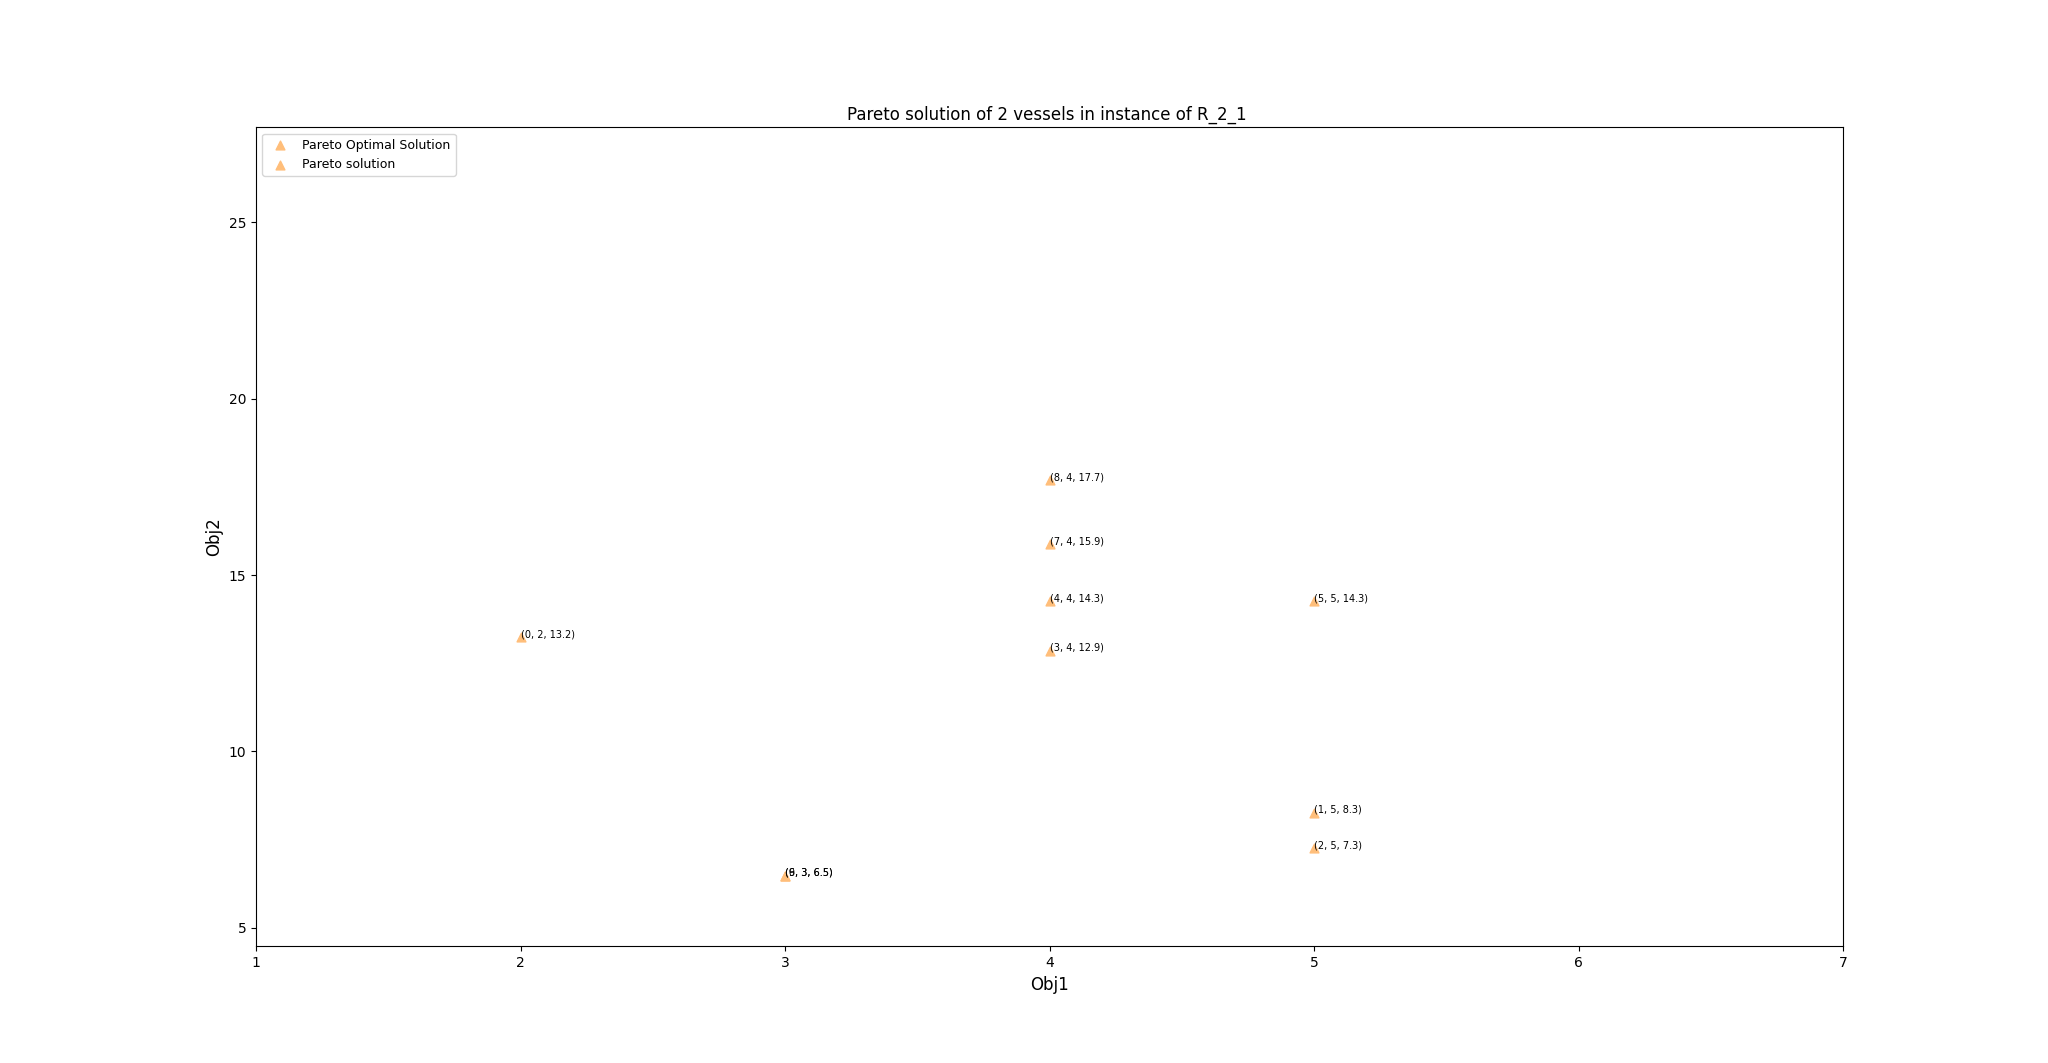 Pareto solution of 2 vessels in instance of R_2_1
Pareto Optimal Solution
Pareto solution
25
20
15
10
5
Obj2
(8, 4, 17.7)
(7, 4, 15.9)
(4, 4, 14.3)
(5, 5, 14.3)
(0, 2, 13.2)
(3, 4, 12.9)
(1, 5, 8.3)
(2, 5, 7.3)
3, 6.5)
1 2 3 4 5 6 7
Obj1